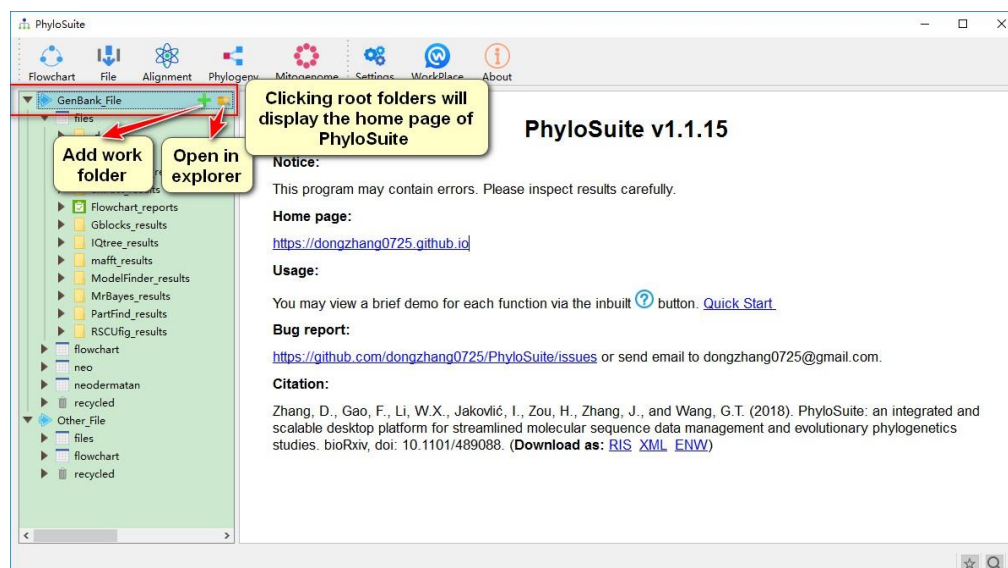 PhyloSuite
Flowchart File Alignment Phylogeny Mitogenome Settings WorkPlace About
GenBank_File
files
Clicking root folders will
display the home page of
PhyloSuite
Add work
folder
Open in
explorer
Flowchart_reports
Gblocks_results
IQtree_results
mafft_results
ModelFinder_results
MrBayes_results
PartFind_results
RSCUfig_results
flowchart
neo
neodermatan
recycled
Other_File
files
flowchart
recycled
PhyloSuite v1.1.15
Notice:
This program may contain errors. Please inspect results carefully.
Home page:
https://dongzhang0725.github.io
Usage:
You may view a brief demo for each function via the inbuilt ? button. Quick Start
Bug report:
https://github.com/dongzhang0725/PhyloSuite/issues or send email to dongzhang0725@gmail.com.
Citation:
Zhang, D., Gao, F., Li, W.X., Jakovlić, I., Zou, H., Zhang, J., and Wang, G.T. (2018). PhyloSuite: an integrated and
scalable desktop platform for streamlined molecular sequence data management and evolutionary phylogenetics
studies. bioRxiv, doi: 10.1101/489088. (Download as: RIS XML ENW)